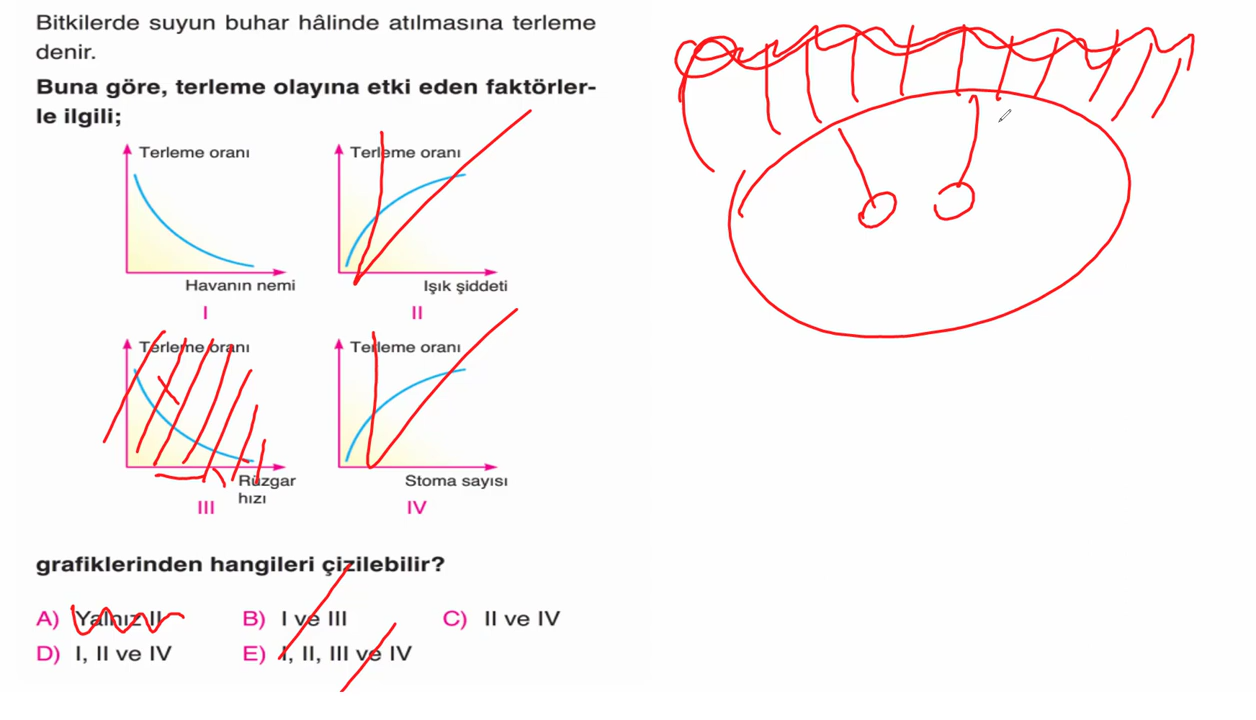 Bitkilerde suyun buhar hâlinde atılmasına terleme
denir.
Buna göre, terleme olayına etki eden faktörler-
le ilgili;
Terleme oranı
Havanın nemi
I
Terleme oranı
Işık şiddeti
II
Terleme oranı
Rüzgar
hızı
III
Terleme oranı
Stoma sayısı
IV
grafiklerinden hangileri çizilebilir?
A) Yalnız II B) I ve III C) II ve IV
D) I, II ve IV E) I, II, III ve IV